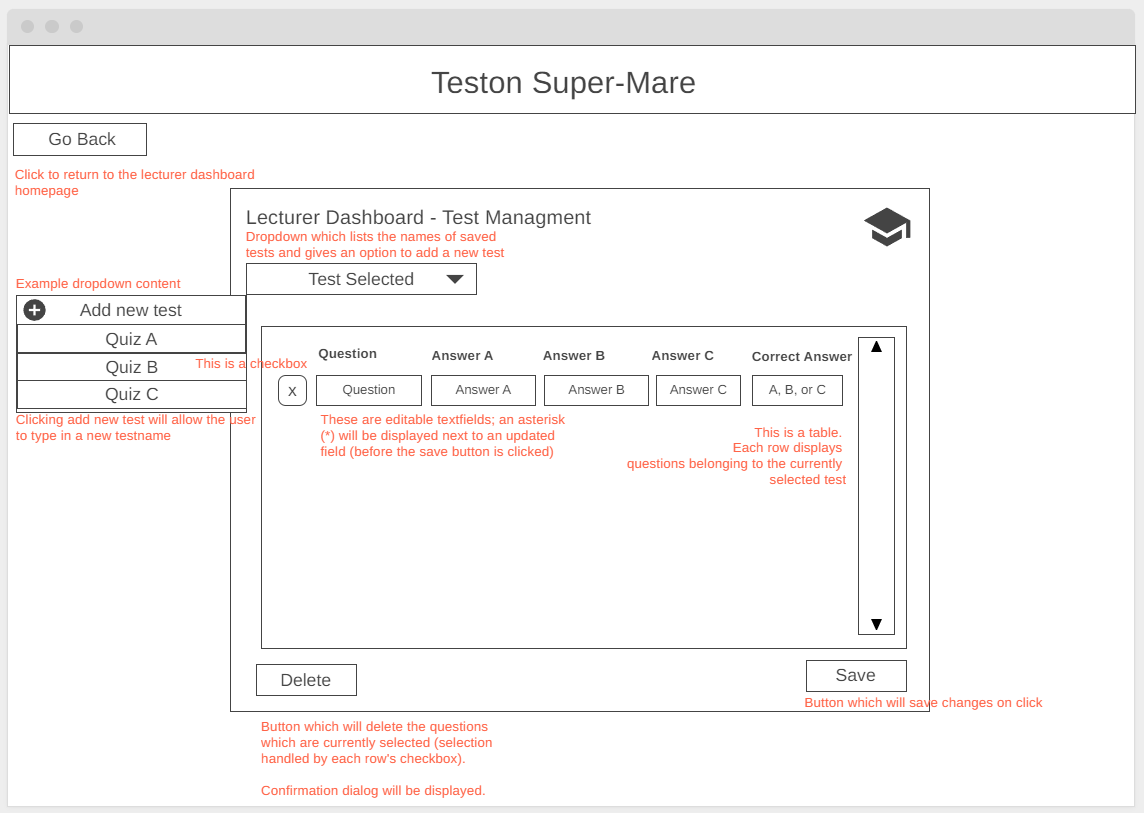 Teston Super-Mare
Go Back
Click to return to the lecturer dashboard
homepage
Lecturer Dashboard - Test Managment
Dropdown which lists the names of saved
tests and gives an option to add a new test
Test Selected
Example dropdown content
Add new test
Quiz A
Quiz B
Quiz C
This is a checkbox
Clicking add new test will allow the user
to type in a new testname
Question Answer A Answer B Answer C Correct Answer
x Question Answer A Answer B Answer C A, B, or C
These are editable textfields; an asterisk
(*) will be displayed next to an updated
field (before the save button is clicked)
This is a table.
Each row displays
questions belonging to the currently
selected test
Delete
Save
Button which will save changes on click
Button which will delete the questions
which are currently selected (selection
handled by each row's checkbox).
Confirmation dialog will be displayed.